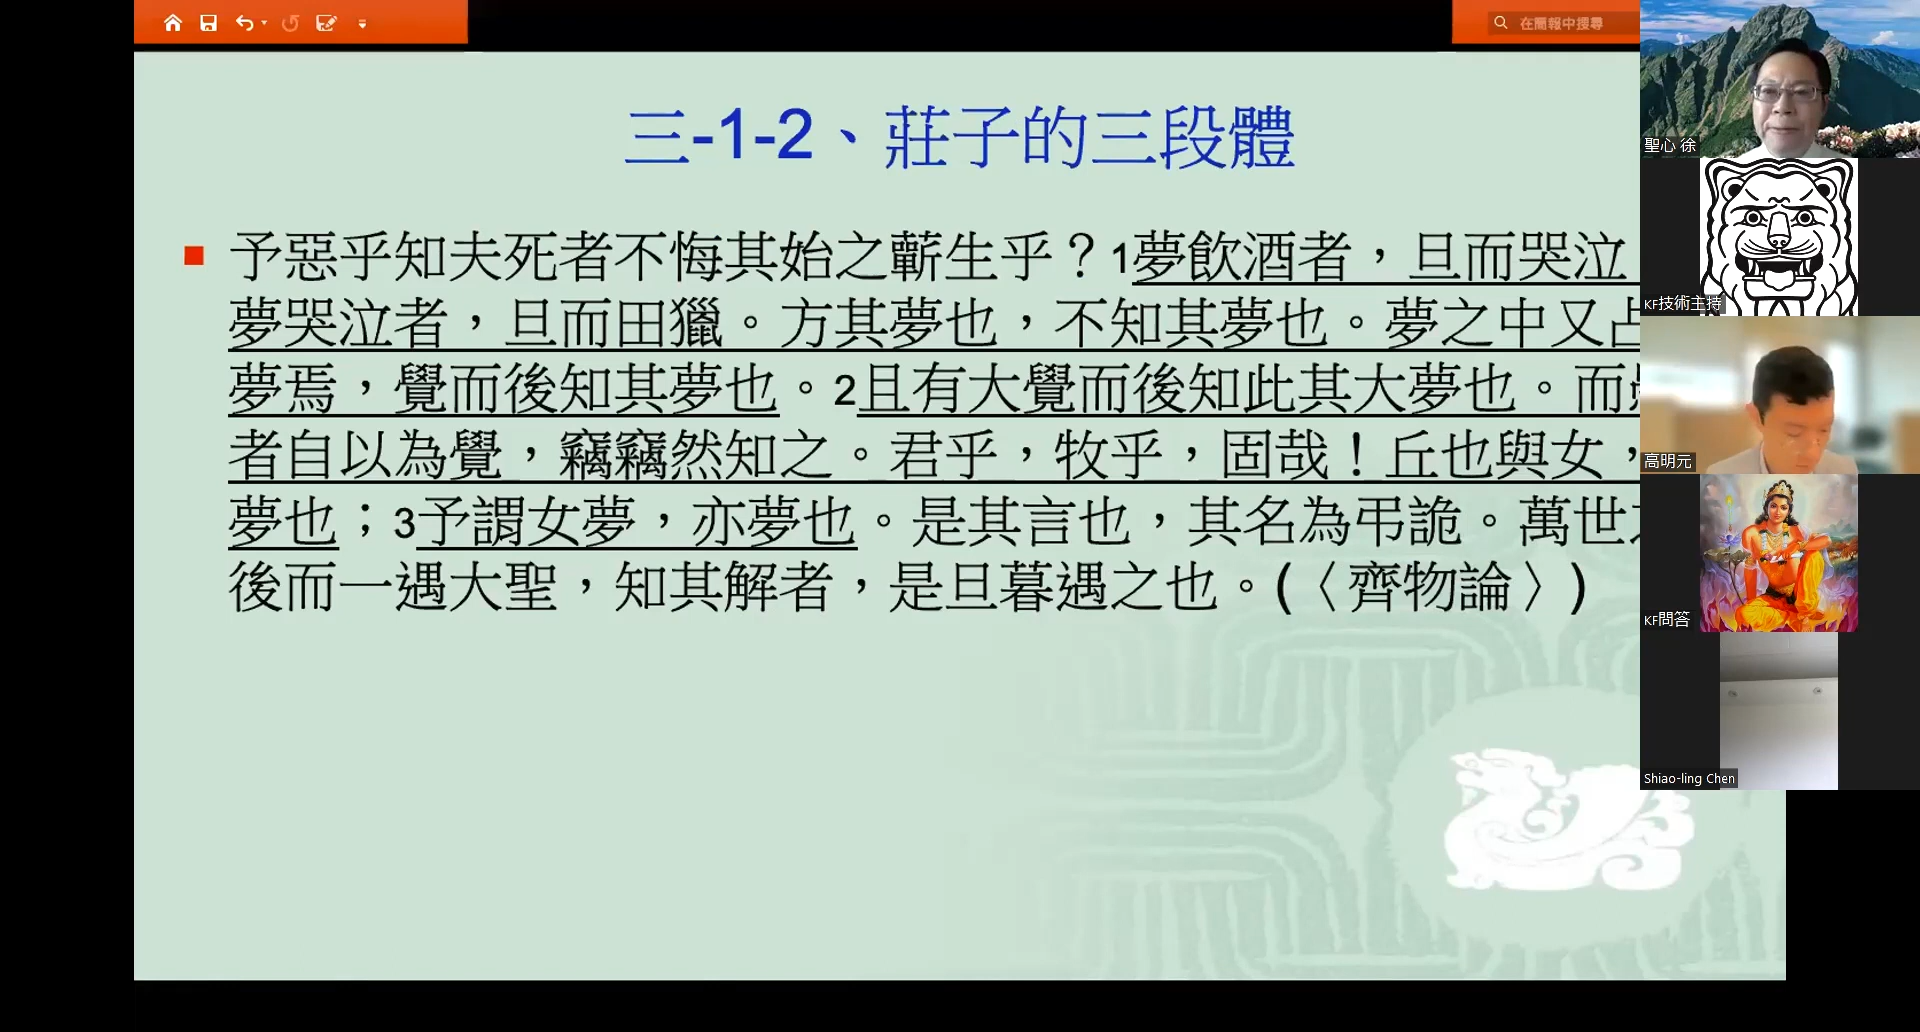 在簡報中搜尋
三-1-2、莊子的三段體
予惡乎知夫死者不悔其始之蘄生乎？1夢飲酒者，旦而哭泣
夢哭泣者，旦而田獵。方其夢也，不知其夢也。夢之中又
夢焉，覺而後知其夢也。2且有大覺而後知此其大夢也。而
者自以為覺，竊竊然知之。君乎，牧乎，固哉！丘也與女，
夢也；3予謂女夢，亦夢也。是其言也，其名為弔詭。萬世
後而一遇大聖，知其解者，是旦暮遇之也。(〈齊物論〉)
聖心 徐
KF技術主持
高明元
KF問答
Shiao-ling Chen